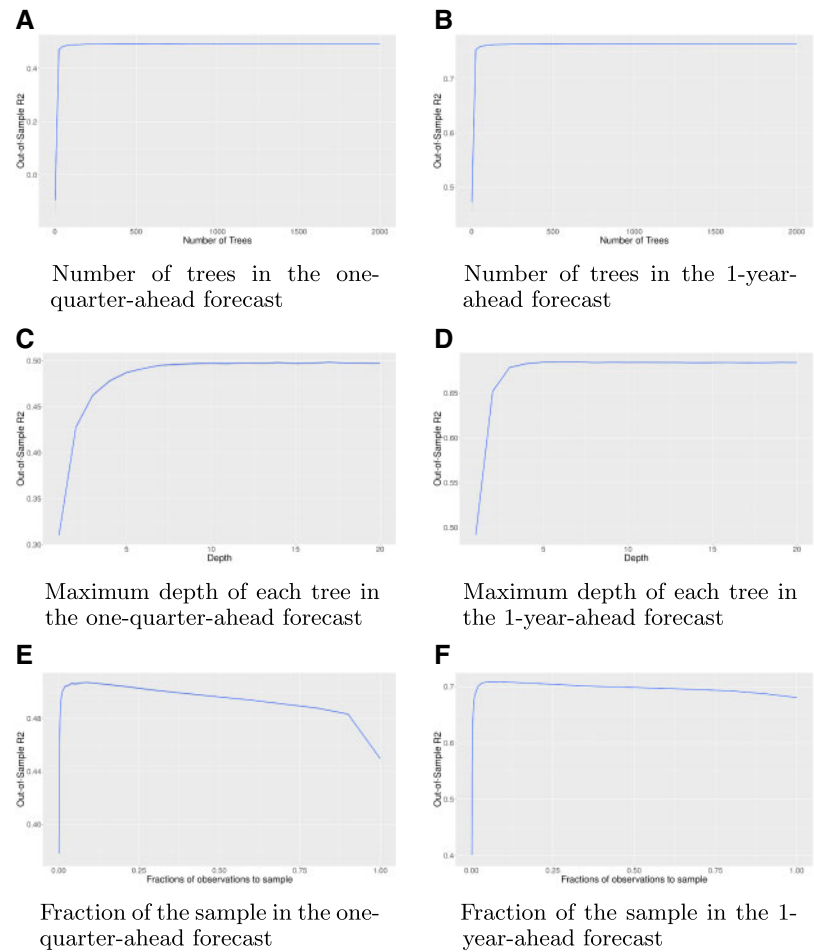 A
B
Out-of-Sample R2
0.4
0.2
0.0
0
500
1000
1500
2000
Number of Trees
Out-of-Sample R2
0.7
0.6
0.5
0
500
1000
1500
2000
Number of Trees
Number of trees in the one-
quarter-ahead forecast
Number of trees in the 1-year-
ahead forecast
C
D
Out-of-Sample R2
0.50
0.45
0.40
0.35
0.30
5
10
15
20
Depth
Out-of-Sample R2
0.65
0.60
0.55
0.50
5
10
15
20
Depth
Maximum depth of each tree in
the one-quarter-ahead forecast
Maximum depth of each tree in
the 1-year-ahead forecast
E
F
Out-of-Sample R2
0.48
0.44
0.40
0.00
0.25
0.50
0.75
1.00
Fractions of observations to sample
Out-of-Sample R2
0.7
0.6
0.5
0.4
0.00
0.25
0.50
0.75
1.00
Fractions of observations to sample
Fraction of the sample in the one-
quarter-ahead forecast
Fraction of the sample in the 1-
year-ahead forecast